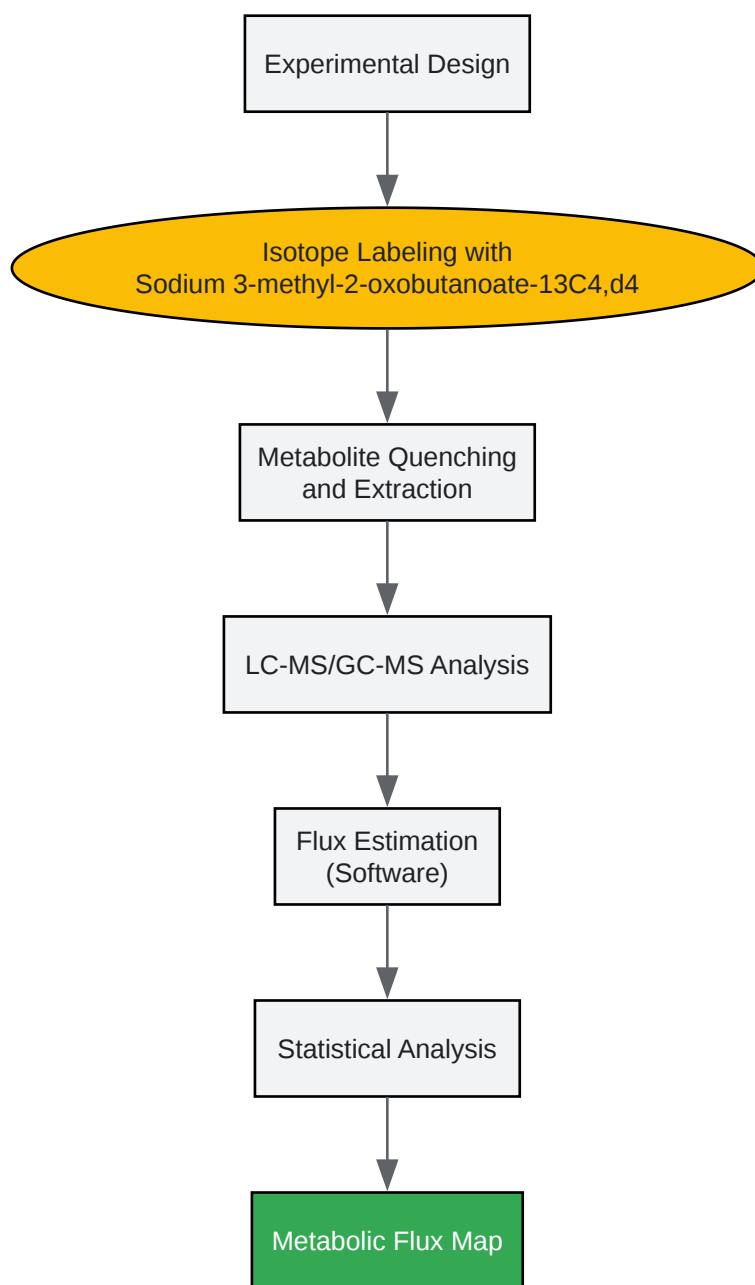 Experimental Design
Isotope Labeling with
Sodium 3-methyl-2-oxobutanoate-13C4,d4
Metabolite Quenching
and Extraction
LC-MS/GC-MS Analysis
Flux Estimation
(Software)
Statistical Analysis
Metabolic Flux Map